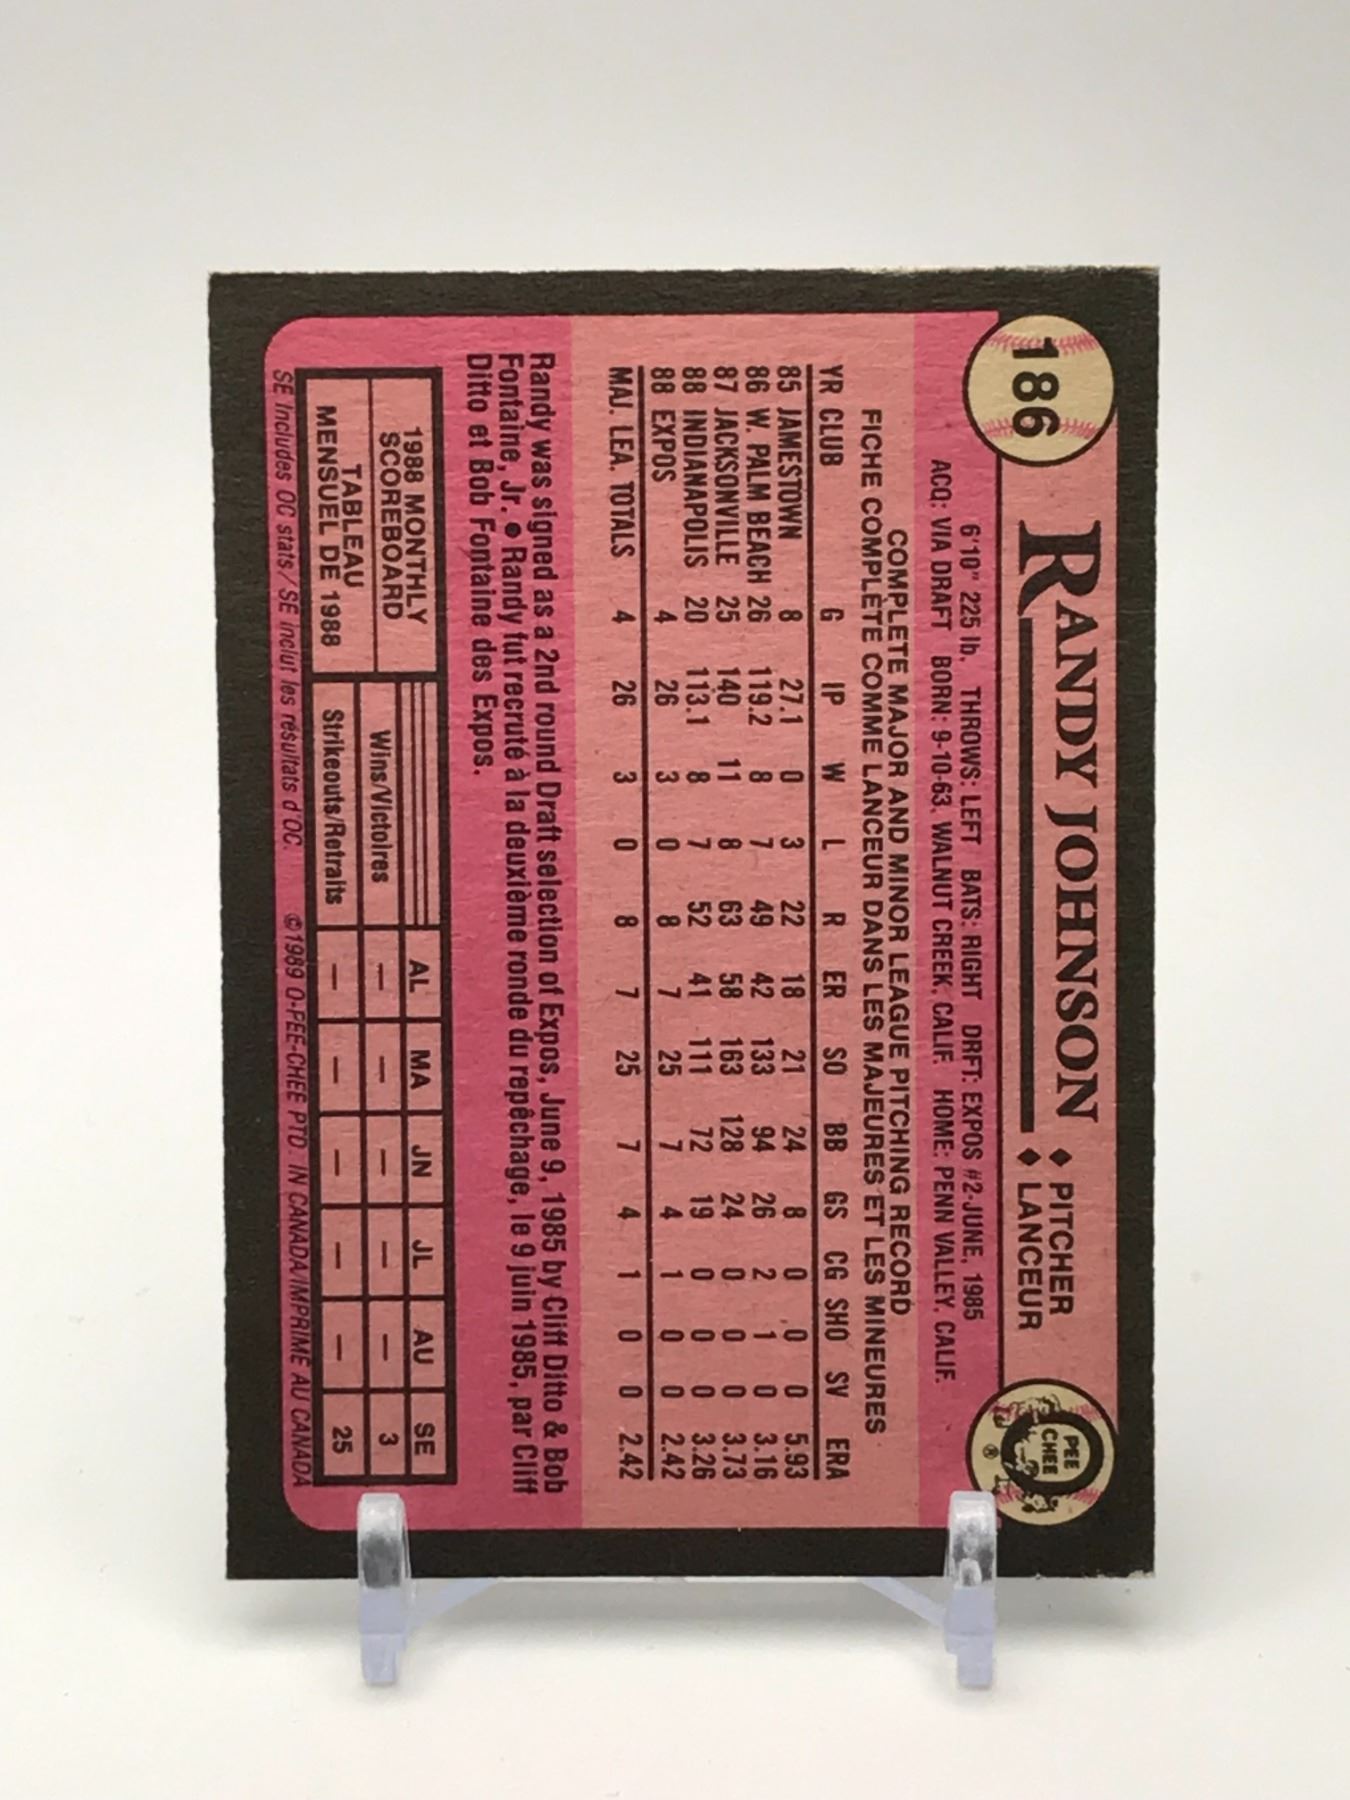 186
RANDY JOHNSON
♦ PITCHER
♦ LANCEUR
PEE
CHEE
®
6'10" 225 lb. THROWS: LEFT BATS: RIGHT DRFT: EXPOS #2-JUNE, 1985
ACQ: VIA DRAFT BORN: 9-10-63, WALNUT CREEK, CALIF. HOME: PENN VALLEY, CALIF.
COMPLETE MAJOR AND MINOR LEAGUE PITCHING RECORD
FICHE COMPLÈTE COMME LANCEUR DANS LES MAJEURES ET LES MINEURES
YR CLUB G IP W L R ER SO BB GS CG SHO SV ERA
85 JAMESTOWN 8 27.1 0 3 22 18 21 24 8 0 0 0 5.93
86 W. PALM BEACH 26 119.2 8 7 49 42 133 94 26 2 1 0 3.16
87 JACKSONVILLE 25 140 11 8 63 58 163 128 24 0 0 0 3.73
88 INDIANAPOLIS 20 113.1 8 7 52 41 111 72 19 0 0 0 3.26
88 EXPOS 4 26 3 0 8 7 25 7 4 1 0 0 2.42
MAJ. LEA. TOTALS 4 26 3 0 8 7 25 7 4 1 0 0 2.42
Randy was signed as a 2nd round Draft selection of Expos, June 9, 1985 by Cliff Ditto & Bob
Fontaine, Jr. ● Randy fut recruté à la deuxième ronde du repêchage, le 9 juin 1985, par Cliff
Ditto et Bob Fontaine des Expos.
1988 MONTHLY
SCOREBOARD
TABLEAU
MENSUEL DE 1988
AL MA JN JL AU SE
Wins/Victoires – – – – – 3
Strikeouts/Retraits – – – – – 25
SE includes OC stats / SE inclut les résultats d'OC. ©1989 O-PEE-CHEE PTD. IN CANADA/IMPRIMÉ AU CANADA